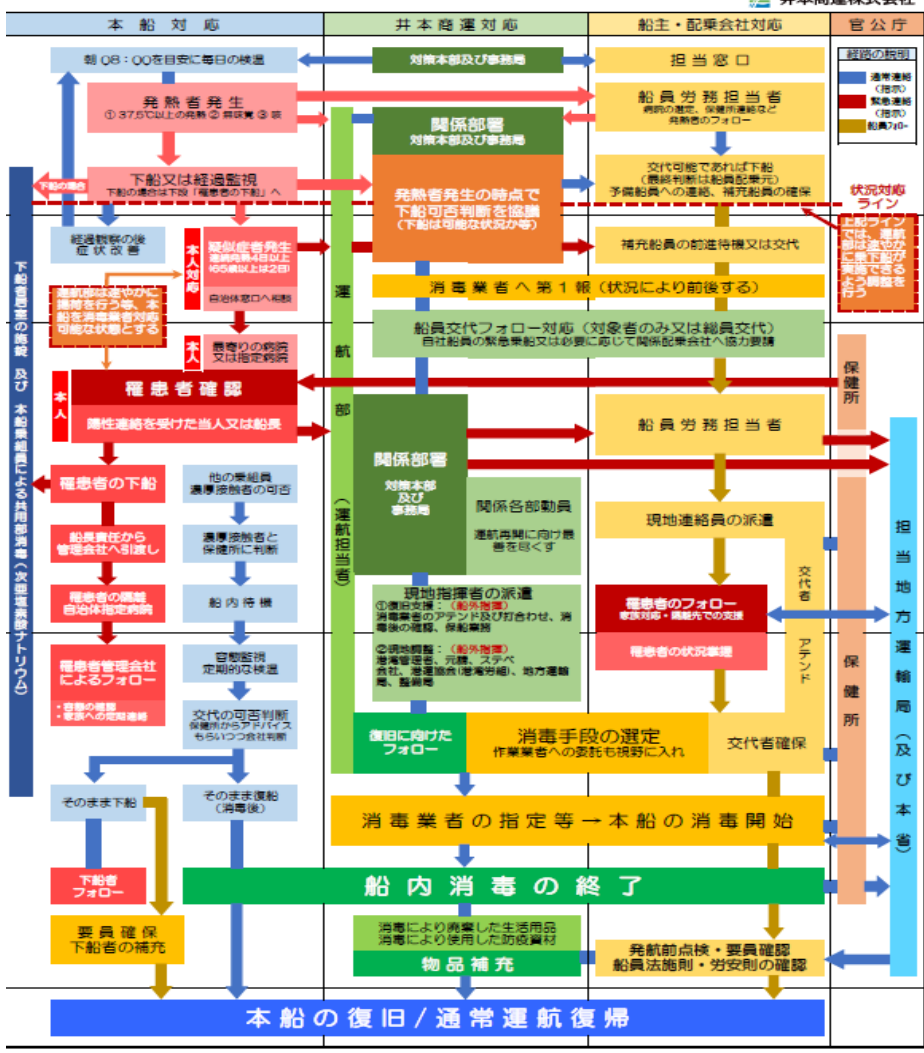 井本商運株式会社
本船対応
井本商運対応
船主・配乗会社対応
官公庁
経路の説明
通常連絡
(指示)
緊急連絡
(指示)
船員フォロー
朝 08:00を目安に毎日の検温
対策本部及び事務局
担当窓口
発熱者発生
① 37.5℃以上の発熱 ② 無味覚 ③ 咳
関係部署
対策本部及び事務局
船員労務担当者
病院の選定、保健所連絡など
発熱者のフォロー
下船の場合
下船又は経過監視
下船の場合は下段「罹患者の下船」へ
発熱者発生の時点で
下船可否判断を協議
(下船は可能な状況か等)
交代可能であれば下船
(最終判断は船員配乗元)
予備船員への連絡、補充船員の確保
状況対応
ライン
上記ライン
では、運航
部は速やか
に乗下船が
実施できる
よう調整を
行う
経過観察の後
症状改善
本人対応
疑似症者発生
連続発熱4日以上
(65歳以上は2日)
自治体窓口へ相談
補充船員の前進待機又は交代
消毒業者へ第1報(状況により前後する)
運航部は速やかに
揚荷を行う等、本
船を消毒業者対応
可能な状態とする
船員交代フォロー対応(対象者のみ又は総員交代)
自社船員の緊急乗船又は必要に応じて関係配乗会社へ協力要請
本人
最寄りの病院
又は指定病院
本人
罹患者確認
陽性連絡を受けた当人又は船長
運航部(運航担当者)
保健所
下船者居室の施錠 及び 本船乗組員による共用部消毒(次亜塩素酸ナトリウム)
関係部署
対策本部
及び
事務局
船員労務担当者
罹患者の下船
他の乗組員
濃厚接触者の可否
関係各部動員
運航再開に向け最
善を尽くす
現地連絡員の派遣
担当地方運輸局(及び本省)
船長責任から
管理会社へ引渡し
濃厚接触者と
保健所に判断
罹患者の隔離
自治体指定病院
船内待機
現地指揮者の派遣
①復旧支援:(船外指揮)
消毒業者のアテンド及び打合わせ、消
毒後の確認、保船業務
②現地調整:(船外指揮)
港湾管理者、元請、ステベ
会社、港運協会(港湾労組)、地方運輸
局、整備局
罹患者のフォロー
家族対応・隔離先での支援
罹患者の状況掌理
交代者 アテンド
保健所
罹患者管理会社
によるフォロー
・容態の確認
・家族への定期連絡
容態監視
定期的な検温
交代の可否判断
保健所からアドバイス
もらいつつ会社判断
復旧に向けた
フォロー
消毒手段の選定
作業業者への委託も視野に入れ
交代者確保
そのまま下船
そのまま復船
(消毒後)
消毒業者の指定等→本船の消毒開始
下船者
フォロー
船内消毒の終了
要員確保
下船者の補充
消毒により廃棄した生活用品
消毒により使用した防疫資材
物品補充
発航前点検・要員確認
船員法施則・労安則の確認
本船の復旧/通常運航復帰